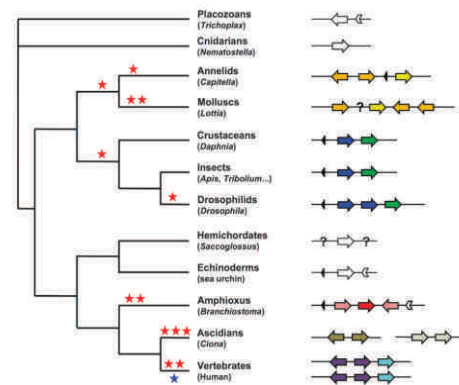 Placozoans
(Trichoplax)
Cnidarians
(Nematostella)
Annelids
(Capitella)
?
Molluscs
(Lottia)
Crustaceans
(Daphnia)
Insects
(Apis, Tribolium...)
Drosophilids
(Drosophila)
Hemichordates
? ?
(Saccoglossus)
Echinoderms
(sea urchin)
Amphioxus
(Branchiostoma)
Ascidians
(Ciona)
Vertebrates
(Human)